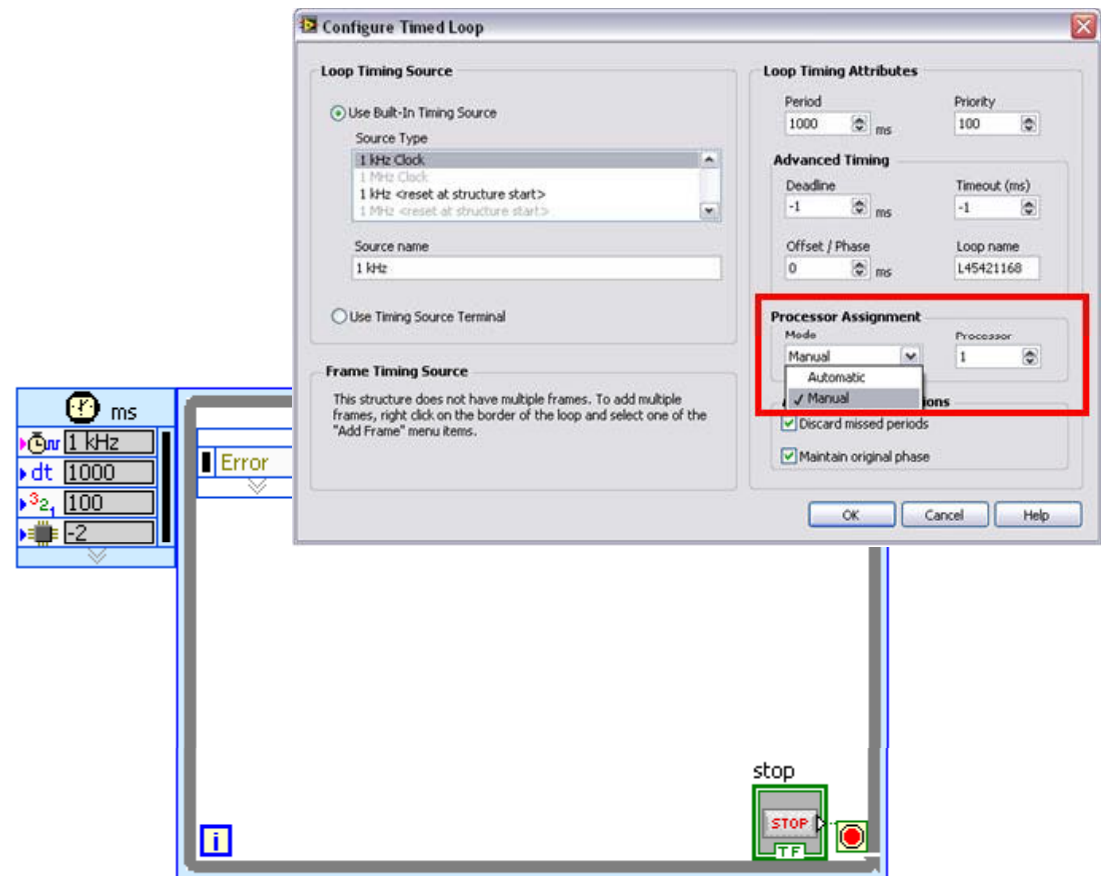 Configure Timed Loop
Loop Timing Source
Use Built-In Timing Source
Source Type
1 kHz Clock
1 MHz Clock
1 kHz <reset at structure start>
1 MHz <reset at structure start>
Source name
1 kHz
Use Timing Source Terminal
Frame Timing Source
This structure does not have multiple frames. To add multiple
frames, right click on the border of the loop and select one of the
"Add Frame" menu items.
Loop Timing Attributes
Period Priority
1000 ms 100
Advanced Timing
Deadline Timeout (ms)
-1 ms -1
Offset / Phase Loop name
0 ms L45421168
Processor Assignment
Mode Processor
Manual 1
Automatic
✓ Manual
Discard missed periods
Maintain original phase
OK Cancel Help
ms
1 kHz
dt 1000
321 100
-2
Error
i
stop
STOP
TF